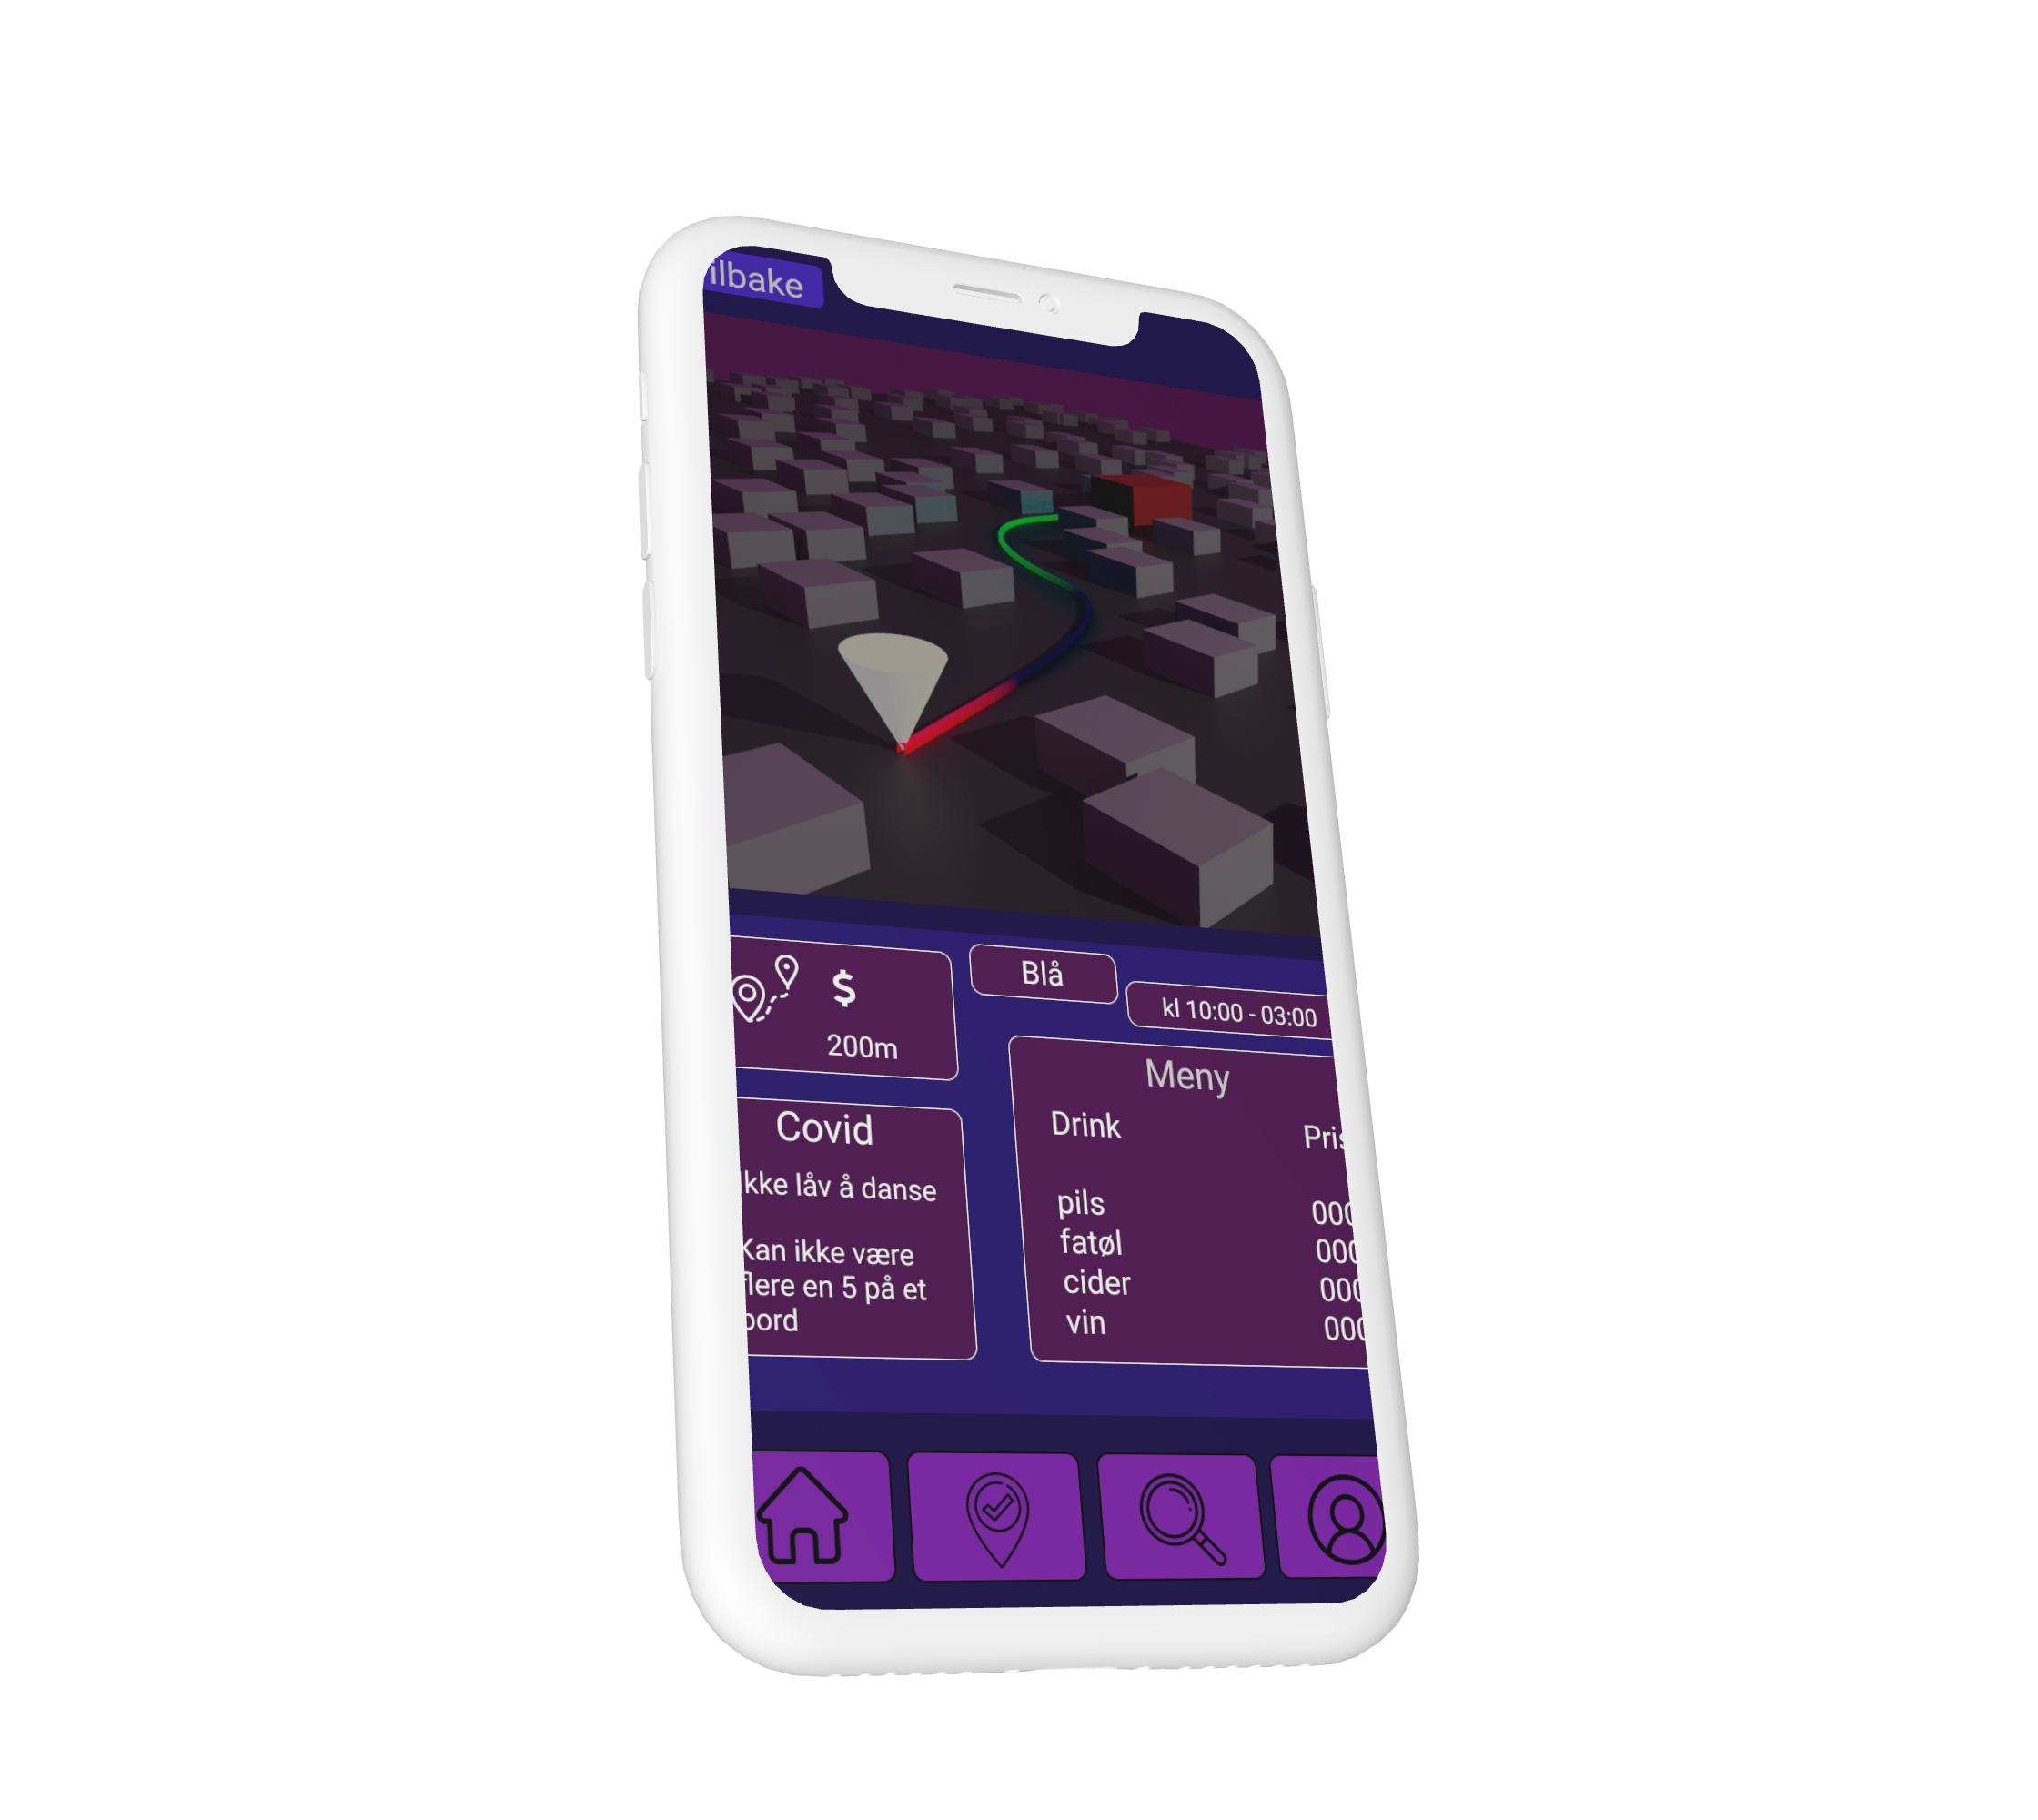 ilbake
$
200m
Blå
kl 10:00 - 03:00
Covid
kke låv å danse
Kan ikke være
flere en 5 på et
bord
Meny
Drink Pris
pils 000
fatøl 000
cider 000
vin 000